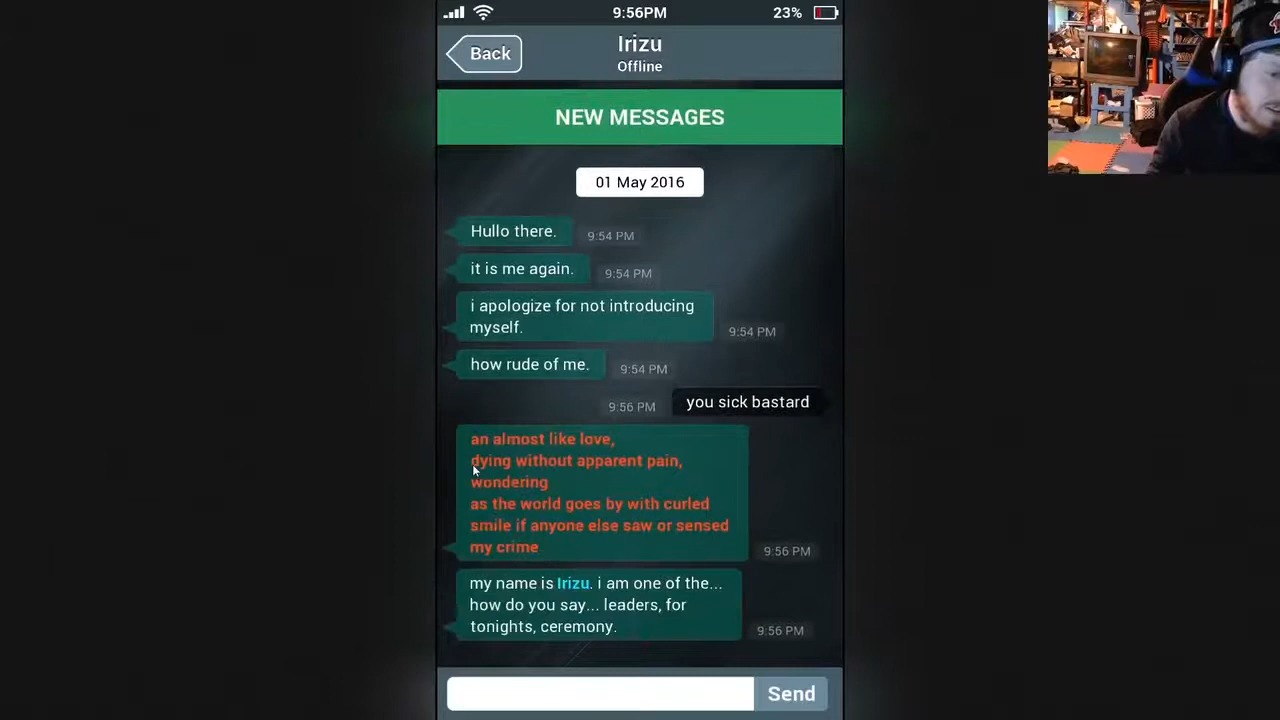 9:56PM
23%
Back
Irizu
Offline
NEW MESSAGES
01 May 2016
Hullo there.
9:54 PM
it is me again.
9:54 PM
i apologize for not introducing
myself.
9:54 PM
how rude of me.
9:54 PM
9:56 PM
you sick bastard
an almost like love,
dying without apparent pain,
wondering
as the world goes by with curled
smile if anyone else saw or sensed
my crime
9:56 PM
my name is Irizu. i am one of the...
how do you say... leaders, for
tonights, ceremony.
9:56 PM
Send